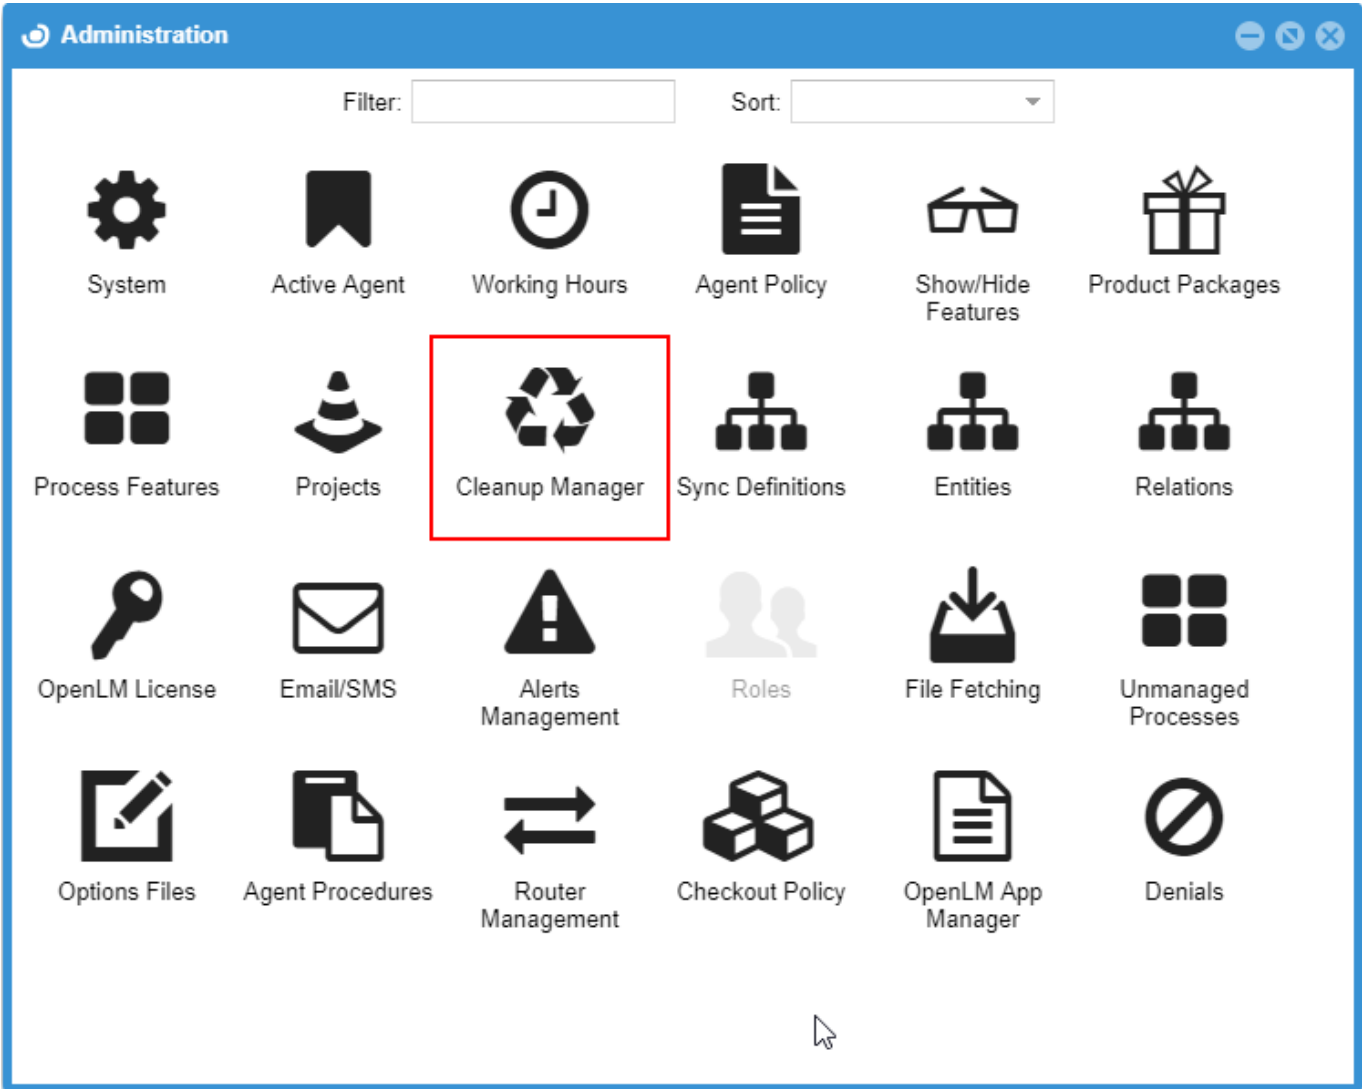 Administration
Filter:
Sort:
System
Active Agent
Working Hours
Agent Policy
Show/Hide
Features
Product Packages
Process Features
Projects
Cleanup Manager
Sync Definitions
Entities
Relations
OpenLM License
Email/SMS
Alerts
Management
Roles
File Fetching
Unmanaged
Processes
Options Files
Agent Procedures
Router
Management
Checkout Policy
OpenLM App
Manager
Denials